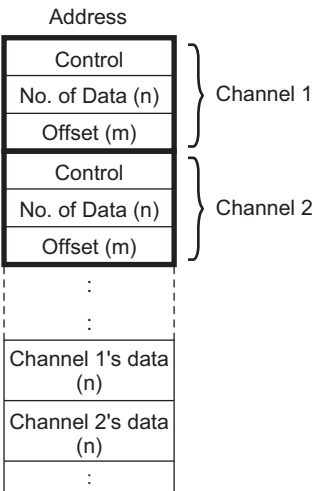 Address
Control
No. of Data (n)
Offset (m)
Channel 1
Control
No. of Data (n)
Offset (m)
Channel 2
:
:
Channel 1's data
(n)
Channel 2's data
(n)
: